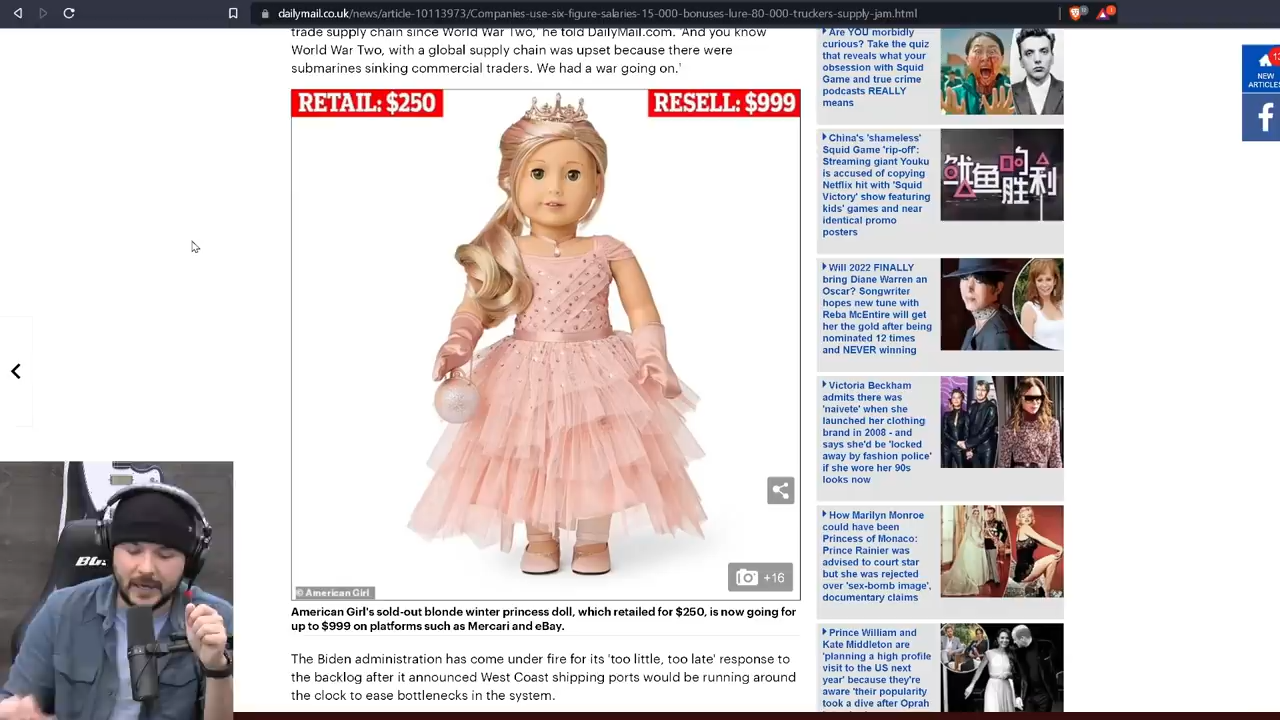 dailymail.co.uk/news/article-10113973/Companies-use-six-figure-salaries-15-000-bonuses-lure-80-000-truckers-supply-jam.html
trade supply chain since World War Two,' he told DailyMail.com. 'And you know
World War Two, with a global supply chain was upset because there were
submarines sinking commercial traders. We had a war going on.'
RETAIL: $250
RESELL: $999
+16
© American Girl
American Girl's sold-out blonde winter princess doll, which retailed for $250, is now going for
up to $999 on platforms such as Mercari and eBay.
The Biden administration has come under fire for its 'too little, too late' response to
the backlog after it announced West Coast shipping ports would be running around
the clock to ease bottlenecks in the system.
Are YOU morbidly
curious? Take the quiz
that reveals what your
obsession with Squid
Game and true crime
podcasts REALLY
means
China's 'shameless'
Squid Game 'rip-off':
Streaming giant Youku
is accused of copying
Netflix hit with 'Squid
Victory' show featuring
kids' games and near
identical promo
posters
鱿鱼的
胜利
Will 2022 FINALLY
bring Diane Warren an
Oscar? Songwriter
hopes new tune with
Reba McEntire will get
her the gold after being
nominated 12 times
and NEVER winning
Victoria Beckham
admits there was
'naivete' when she
launched her clothing
brand in 2008 - and
says she'd be 'locked
away by fashion police'
if she wore her 90s
looks now
How Marilyn Monroe
could have been
Princess of Monaco:
Prince Rainier was
advised to court star
but she was rejected
over 'sex-bomb image',
documentary claims
Prince William and
Kate Middleton are
'planning a high profile
visit to the US next
year' because they're
aware 'their popularity
took a dive after Oprah
NEW
ARTICLES